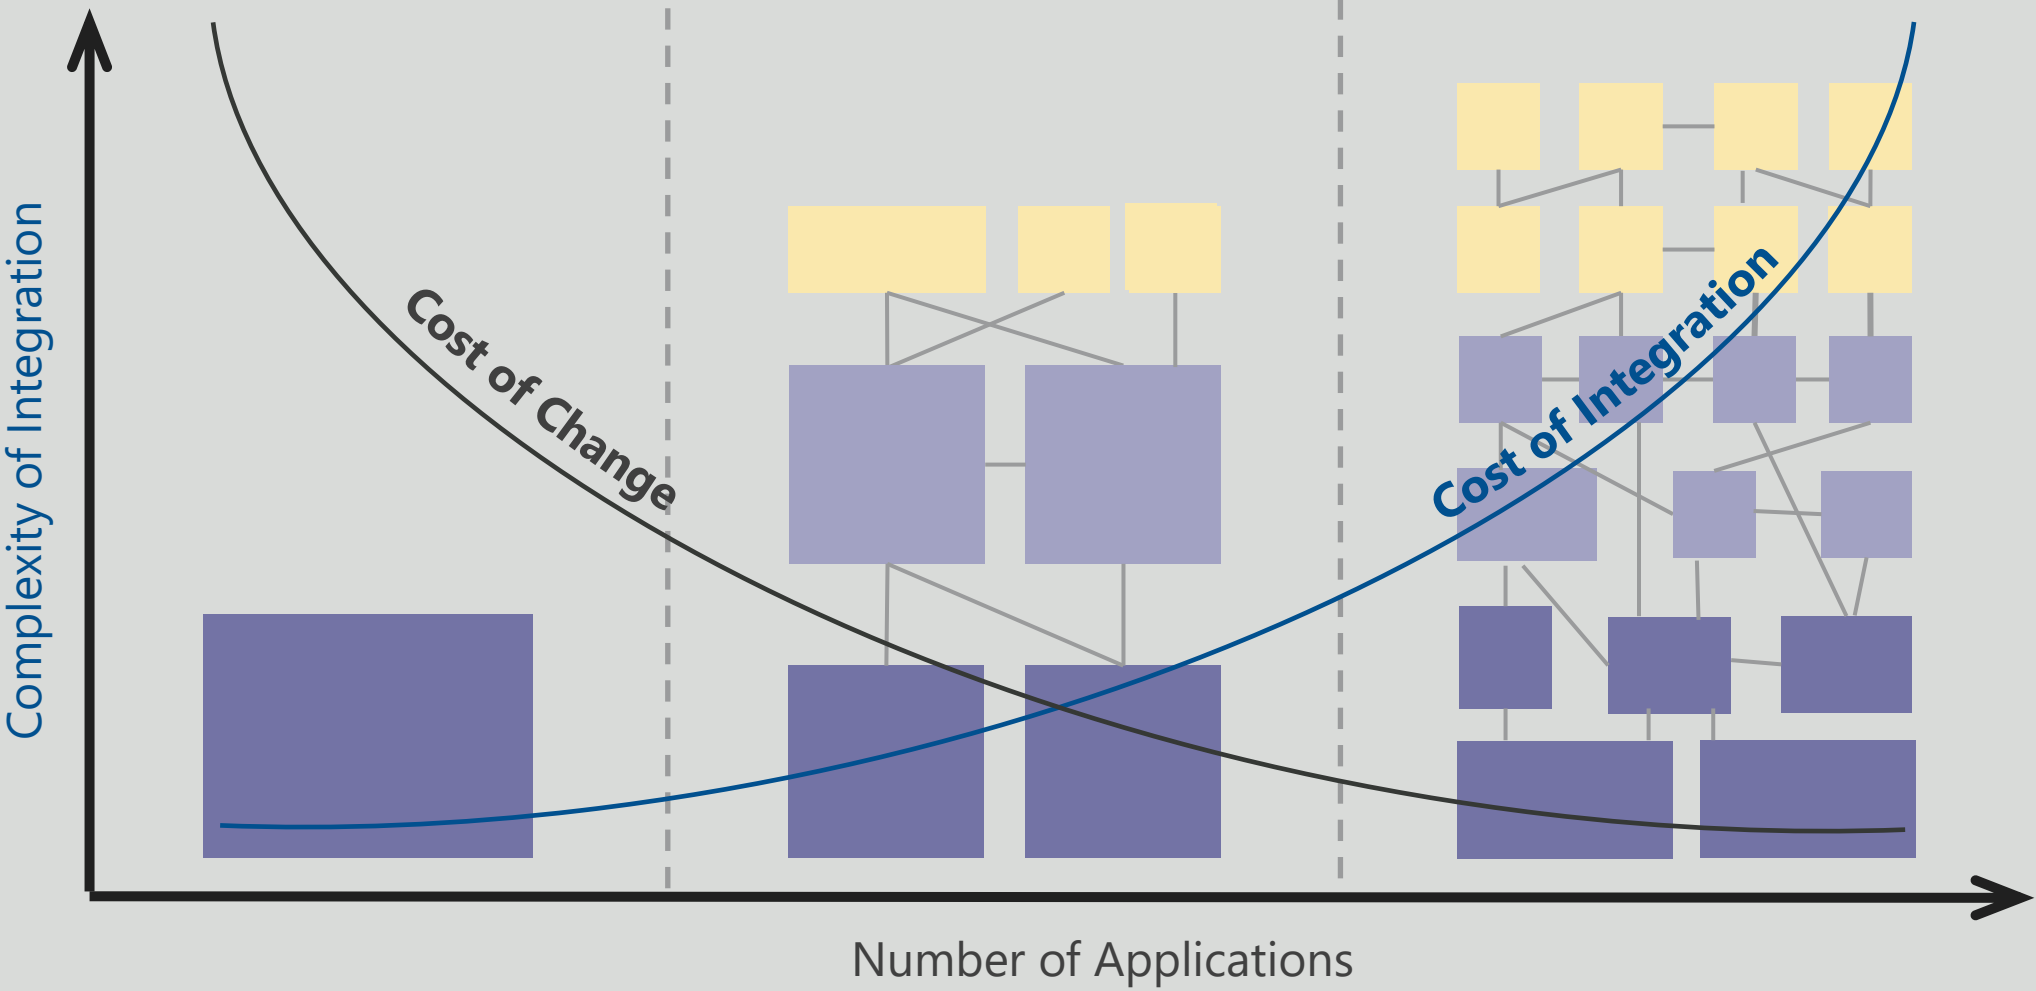 Complexity of Integration
Cost of Change
Cost of Integration
Number of Applications